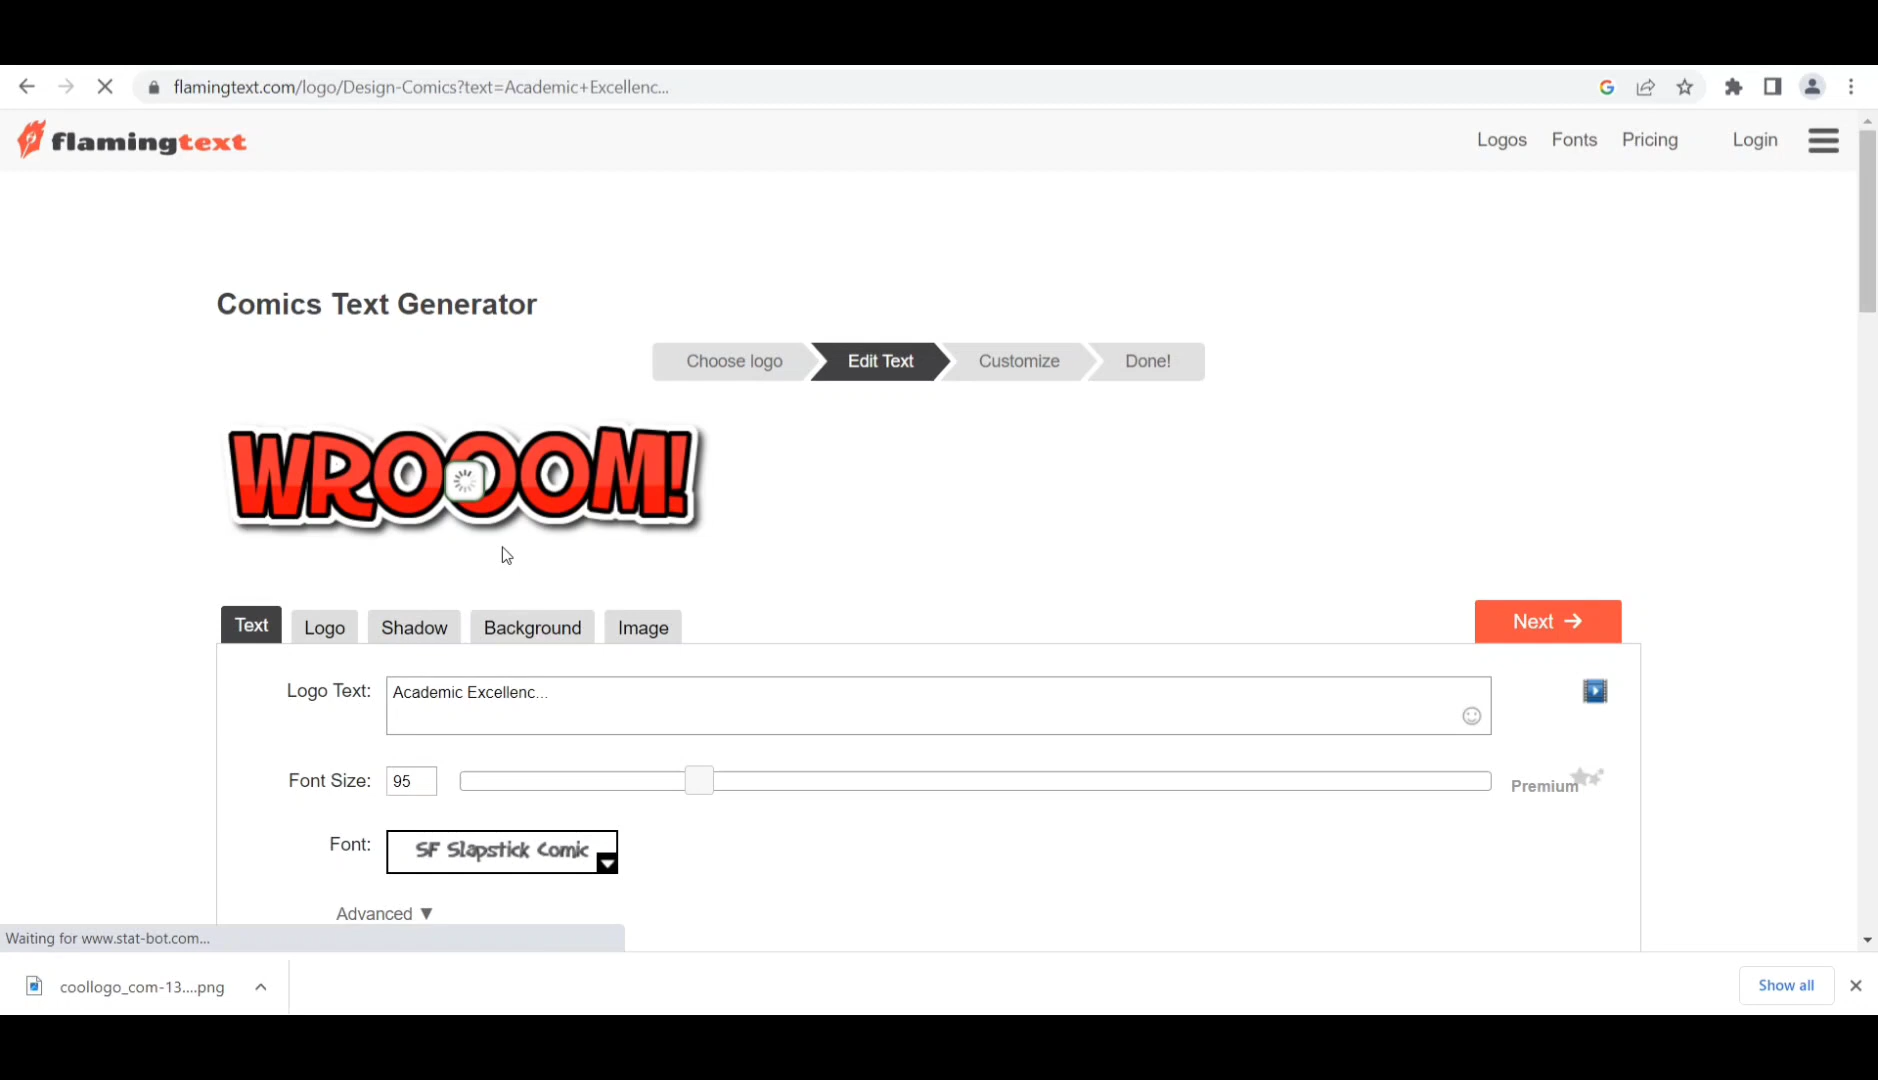 flamingtext.com/logo/Design-Comics?text=Academic+Excellenc...
flamingtext
Logos
Fonts
Pricing
Login
Comics Text Generator
Choose logo
Edit Text
Customize
Done!
WROOOM!
Text
Logo
Shadow
Background
Image
Next →
Logo Text:
Academic Excellenc...
Font Size:
95
Premium
Font:
SF Slapstick Comic
Advanced ▼
Waiting for www.stat-bot.com...
coollogo_com-13....png
Show all